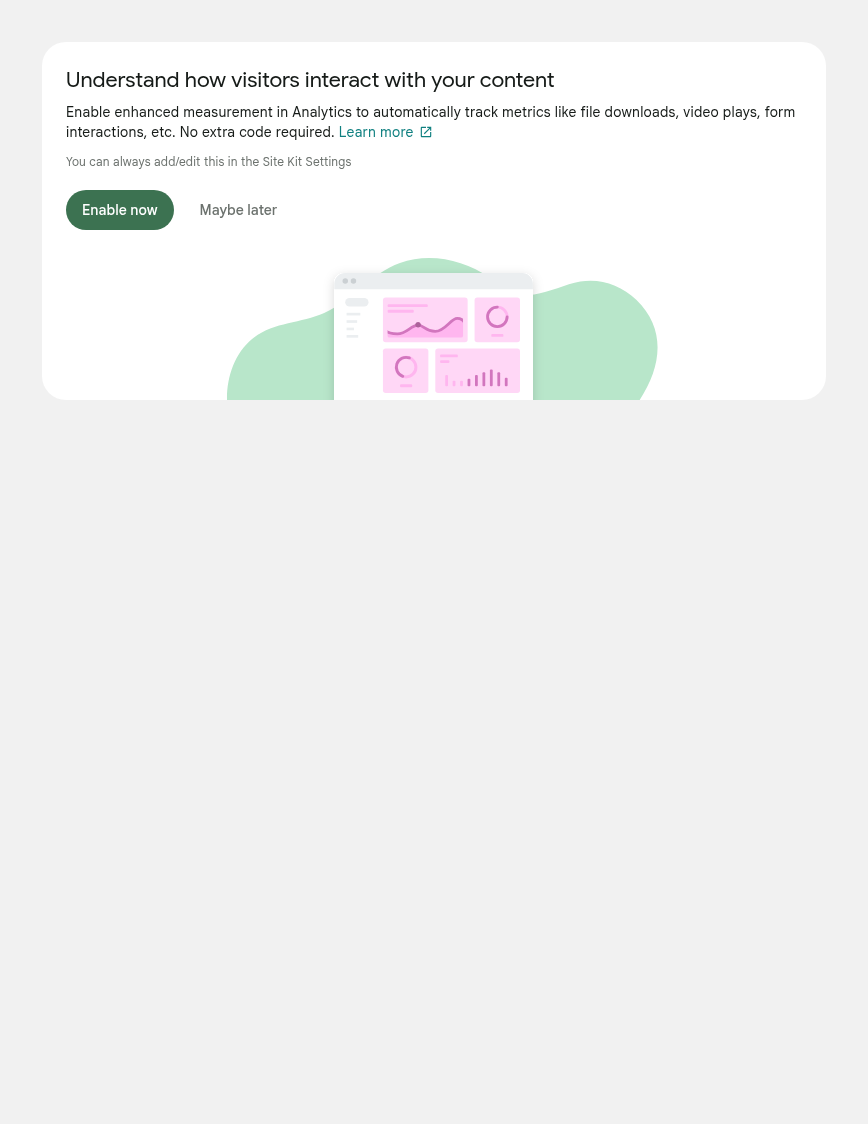 Understand how visitors interact with your content
Enable enhanced measurement in Analytics to automatically track metrics like file downloads, video plays, form
interactions, etc. No extra code required. Learn more
You can always add/edit this in the Site Kit Settings
Enable now
Maybe later